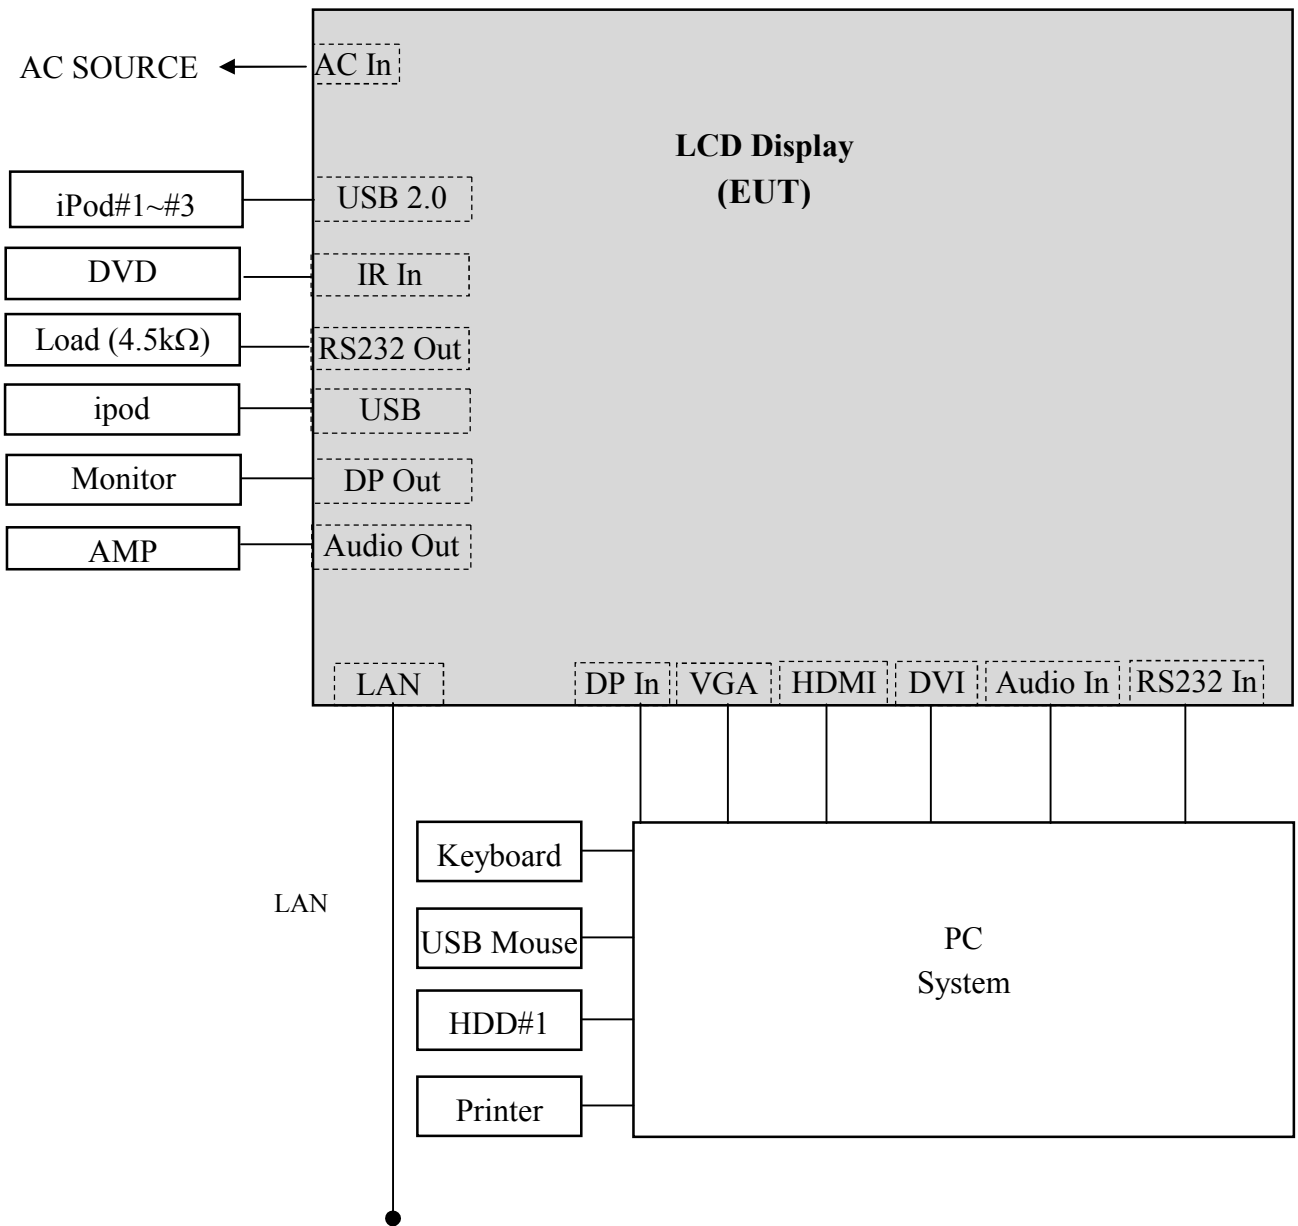 AC SOURCE
AC In
LCD Display
(EUT)
iPod#1~#3
USB 2.0
DVD
IR In
Load (4.5kΩ)
RS232 Out
ipod
USB
Monitor
DP Out
AMP
Audio Out
LAN
DP In
VGA
HDMI
DVI
Audio In
RS232 In
Keyboard
LAN
USB Mouse
PC
System
HDD#1
Printer